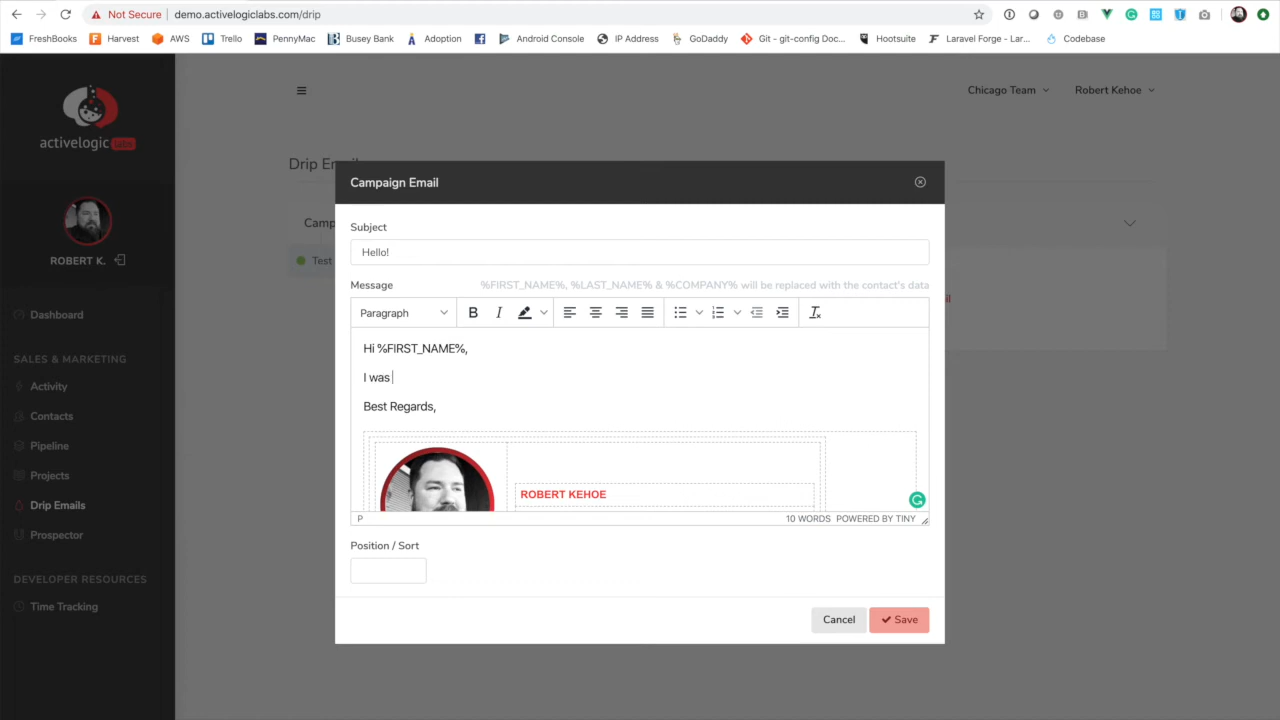 Not Secure | demo.activelogiclabs.com/drip
FreshBooks Harvest AWS Trello PennyMac Busey Bank Adoption Android Console IP Address GoDaddy Git - git-config Doc... Hootsuite Laravel Forge - Lar... Codebase
activelogic Labs
Chicago Team Robert Kehoe
ROBERT K.
Dashboard
SALES & MARKETING
Activity
Contacts
Pipeline
Projects
Drip Emails
Prospector
DEVELOPER RESOURCES
Time Tracking
Drip
Camp
Test
Campaign Email
Subject
Hello!
Message %FIRST_NAME%, %LAST_NAME% & %COMPANY% will be replaced with the contact's data
Paragraph
Hi %FIRST_NAME%,
I was
Best Regards,
ROBERT KEHOE
P 10 WORDS POWERED BY TINY
Position / Sort
Cancel Save